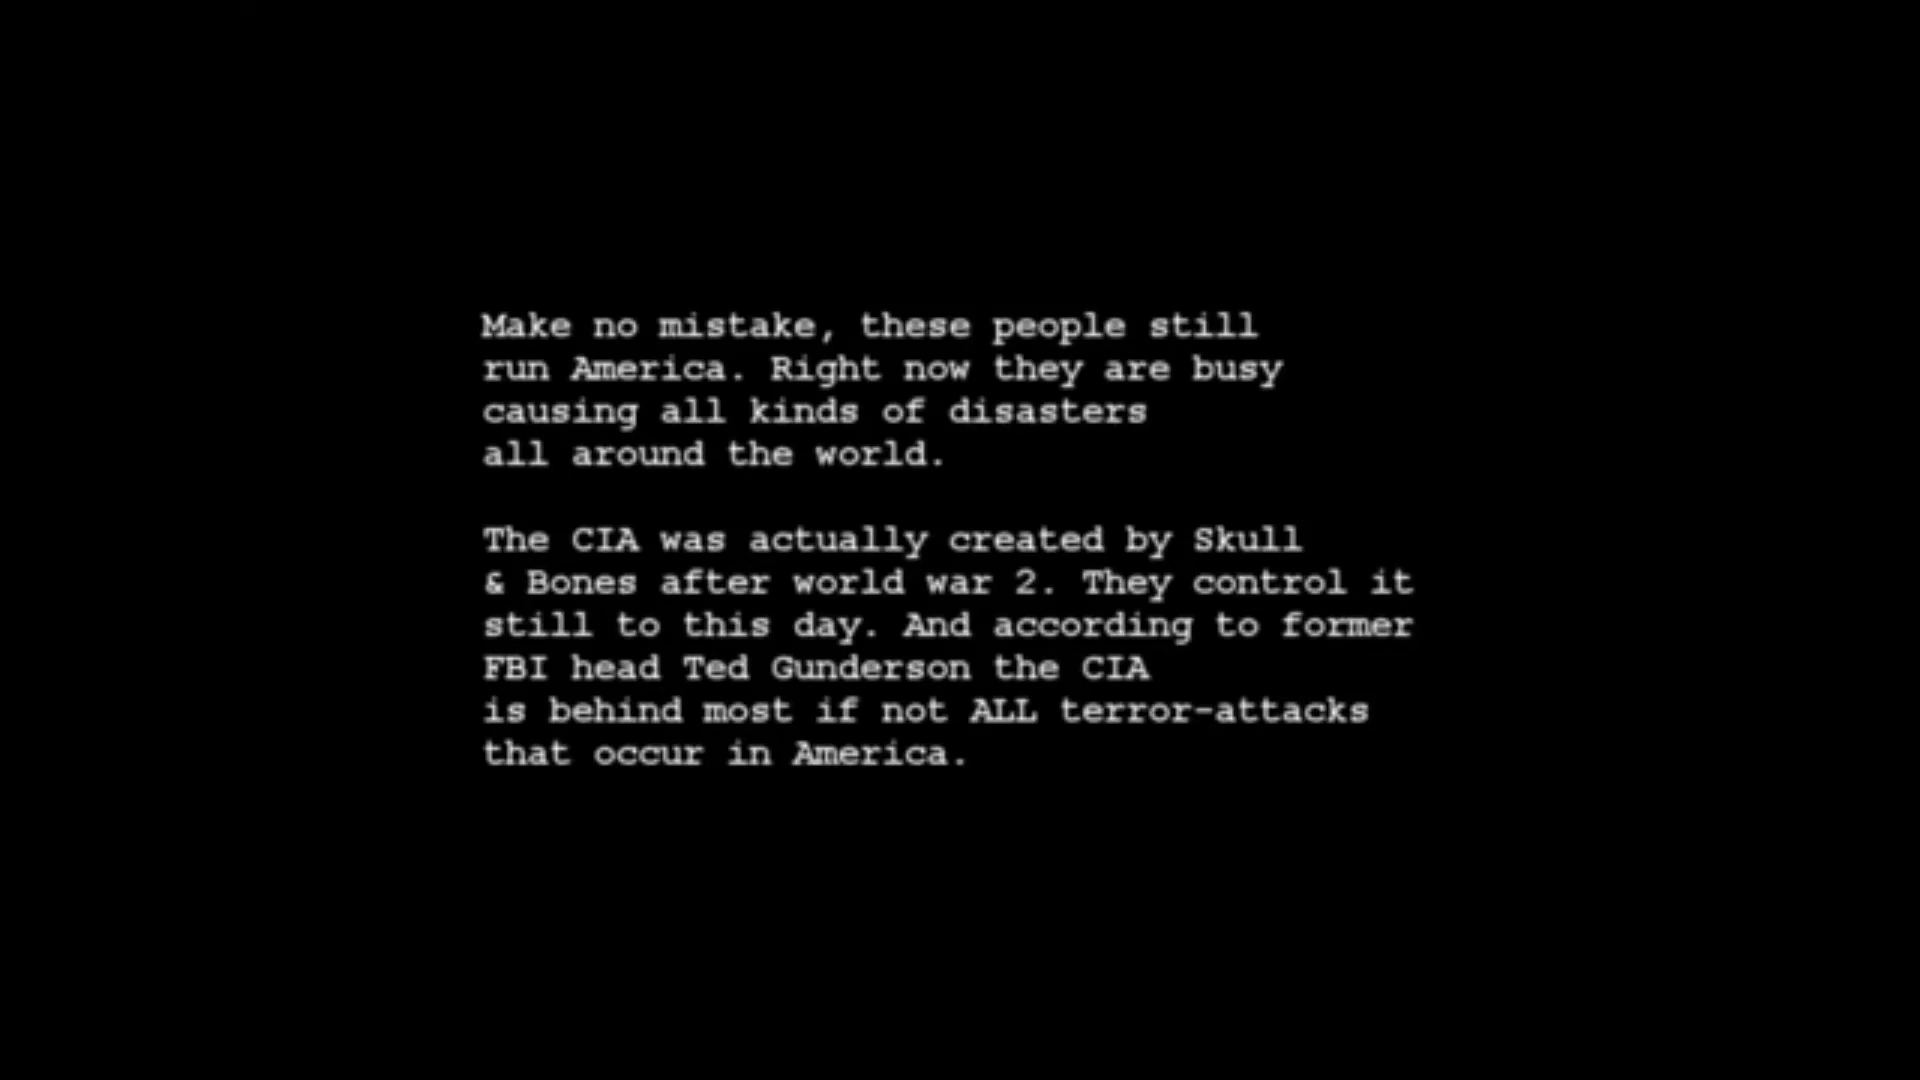 Make no mistake, these people still
run America. Right now they are busy
causing all kinds of disasters
all around the world.
The CIA was actually created by Skull
& Bones after world war 2. They control it
still to this day. And according to former
FBI head Ted Gunderson the CIA
is behind most if not ALL terror-attacks
that occur in America.